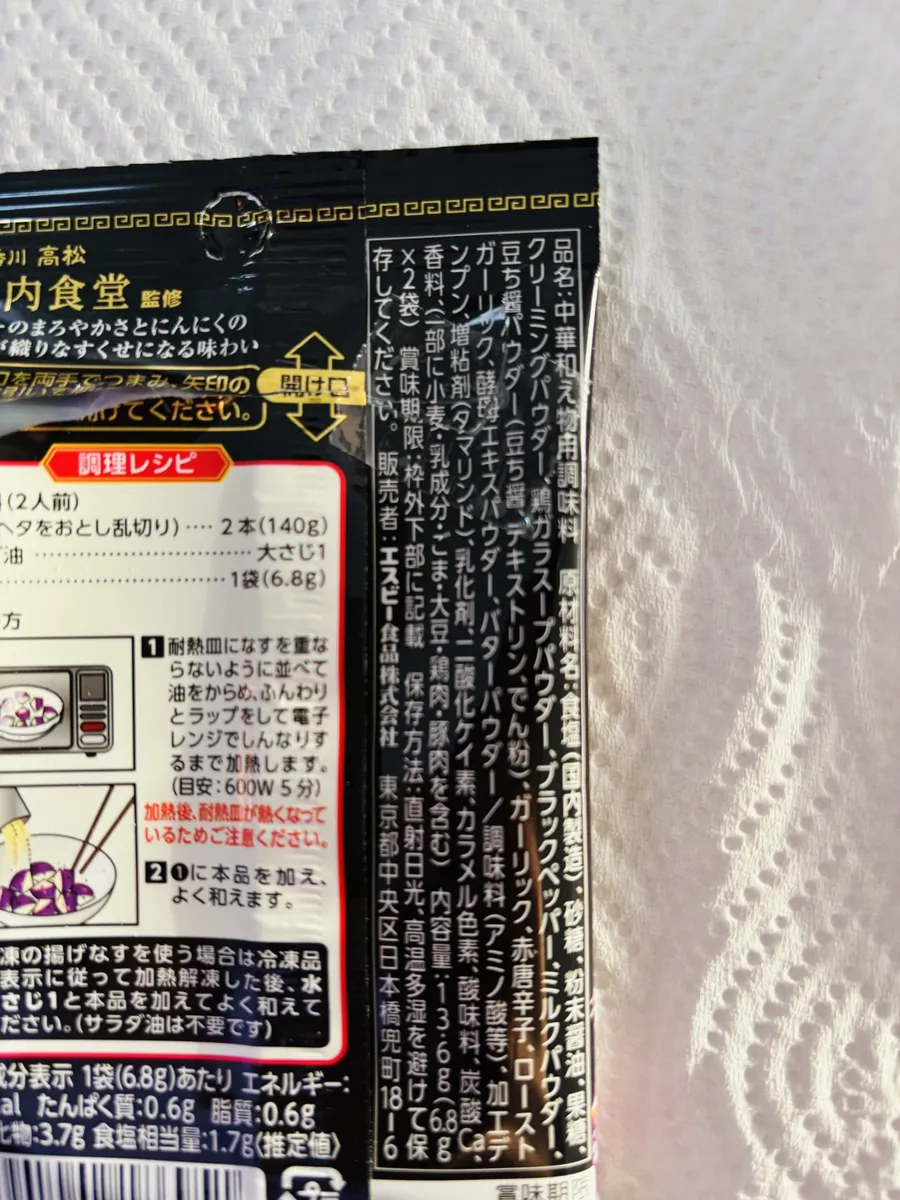 川 高松
内食堂 監修
のまろやかさとにんにくの
が織りなすくせになる味わい
を両手でつまみ、矢印の
開けてください。
開け口
調理レシピ
(2人前)
ヘタをおとし乱切り)‥‥ 2本(140g)
油 ‥‥‥‥‥‥‥‥‥ 大さじ1
‥‥‥‥‥‥‥‥‥ 1袋(6.8g)
方
1 耐熱皿になすを重な
らないように並べて
油をからめ、ふんわり
とラップをして電子
レンジでしんなりす
るまで加熱します。
(目安:600W 5分)
加熱後、耐熱皿が熱くなって
いるためご注意ください。
2 ❶に本品を加え、
よく和えます。
凍の揚げなすを使う場合は冷凍品
表示に従って加熱解凍した後、水
さじ1と本品を加えてよく和えて
ださい。(サラダ油は不要です)
成分表示 1袋(6.8g)あたり エネルギー:
al たんぱく質:0.6g 脂質:0.6g
化物:3.7g 食塩相当量:1.7g(推定値)
品名:中華和え物用調味料 原材料名:食塩(国内製造)、砂糖、粉末醤油、果糖、
クリーミングパウダー、鶏ガラスープパウダー、ブラックペッパー、ミルクパウダー、
豆ち醤パウダー(豆ち醤、デキストリン、でん粉)、ガーリック、赤唐辛子、ロースト
ガーリック、酵母エキスパウダー、バターパウダー/調味料(アミノ酸等)、加工デ
ンプン、増粘剤(タマリンド)、乳化剤、二酸化ケイ素、カラメル色素、酸味料、炭酸Ca、
香料、(一部に小麦・乳成分・ごま・大豆・鶏肉・豚肉を含む) 内容量:13.6g(6.8g
×2袋) 賞味期限:枠外下部に記載 保存方法:直射日光、高温多湿を避けて保
存してください。 販売者:エスビー食品株式会社 東京都中央区日本橋兜町18-6
賞味期限